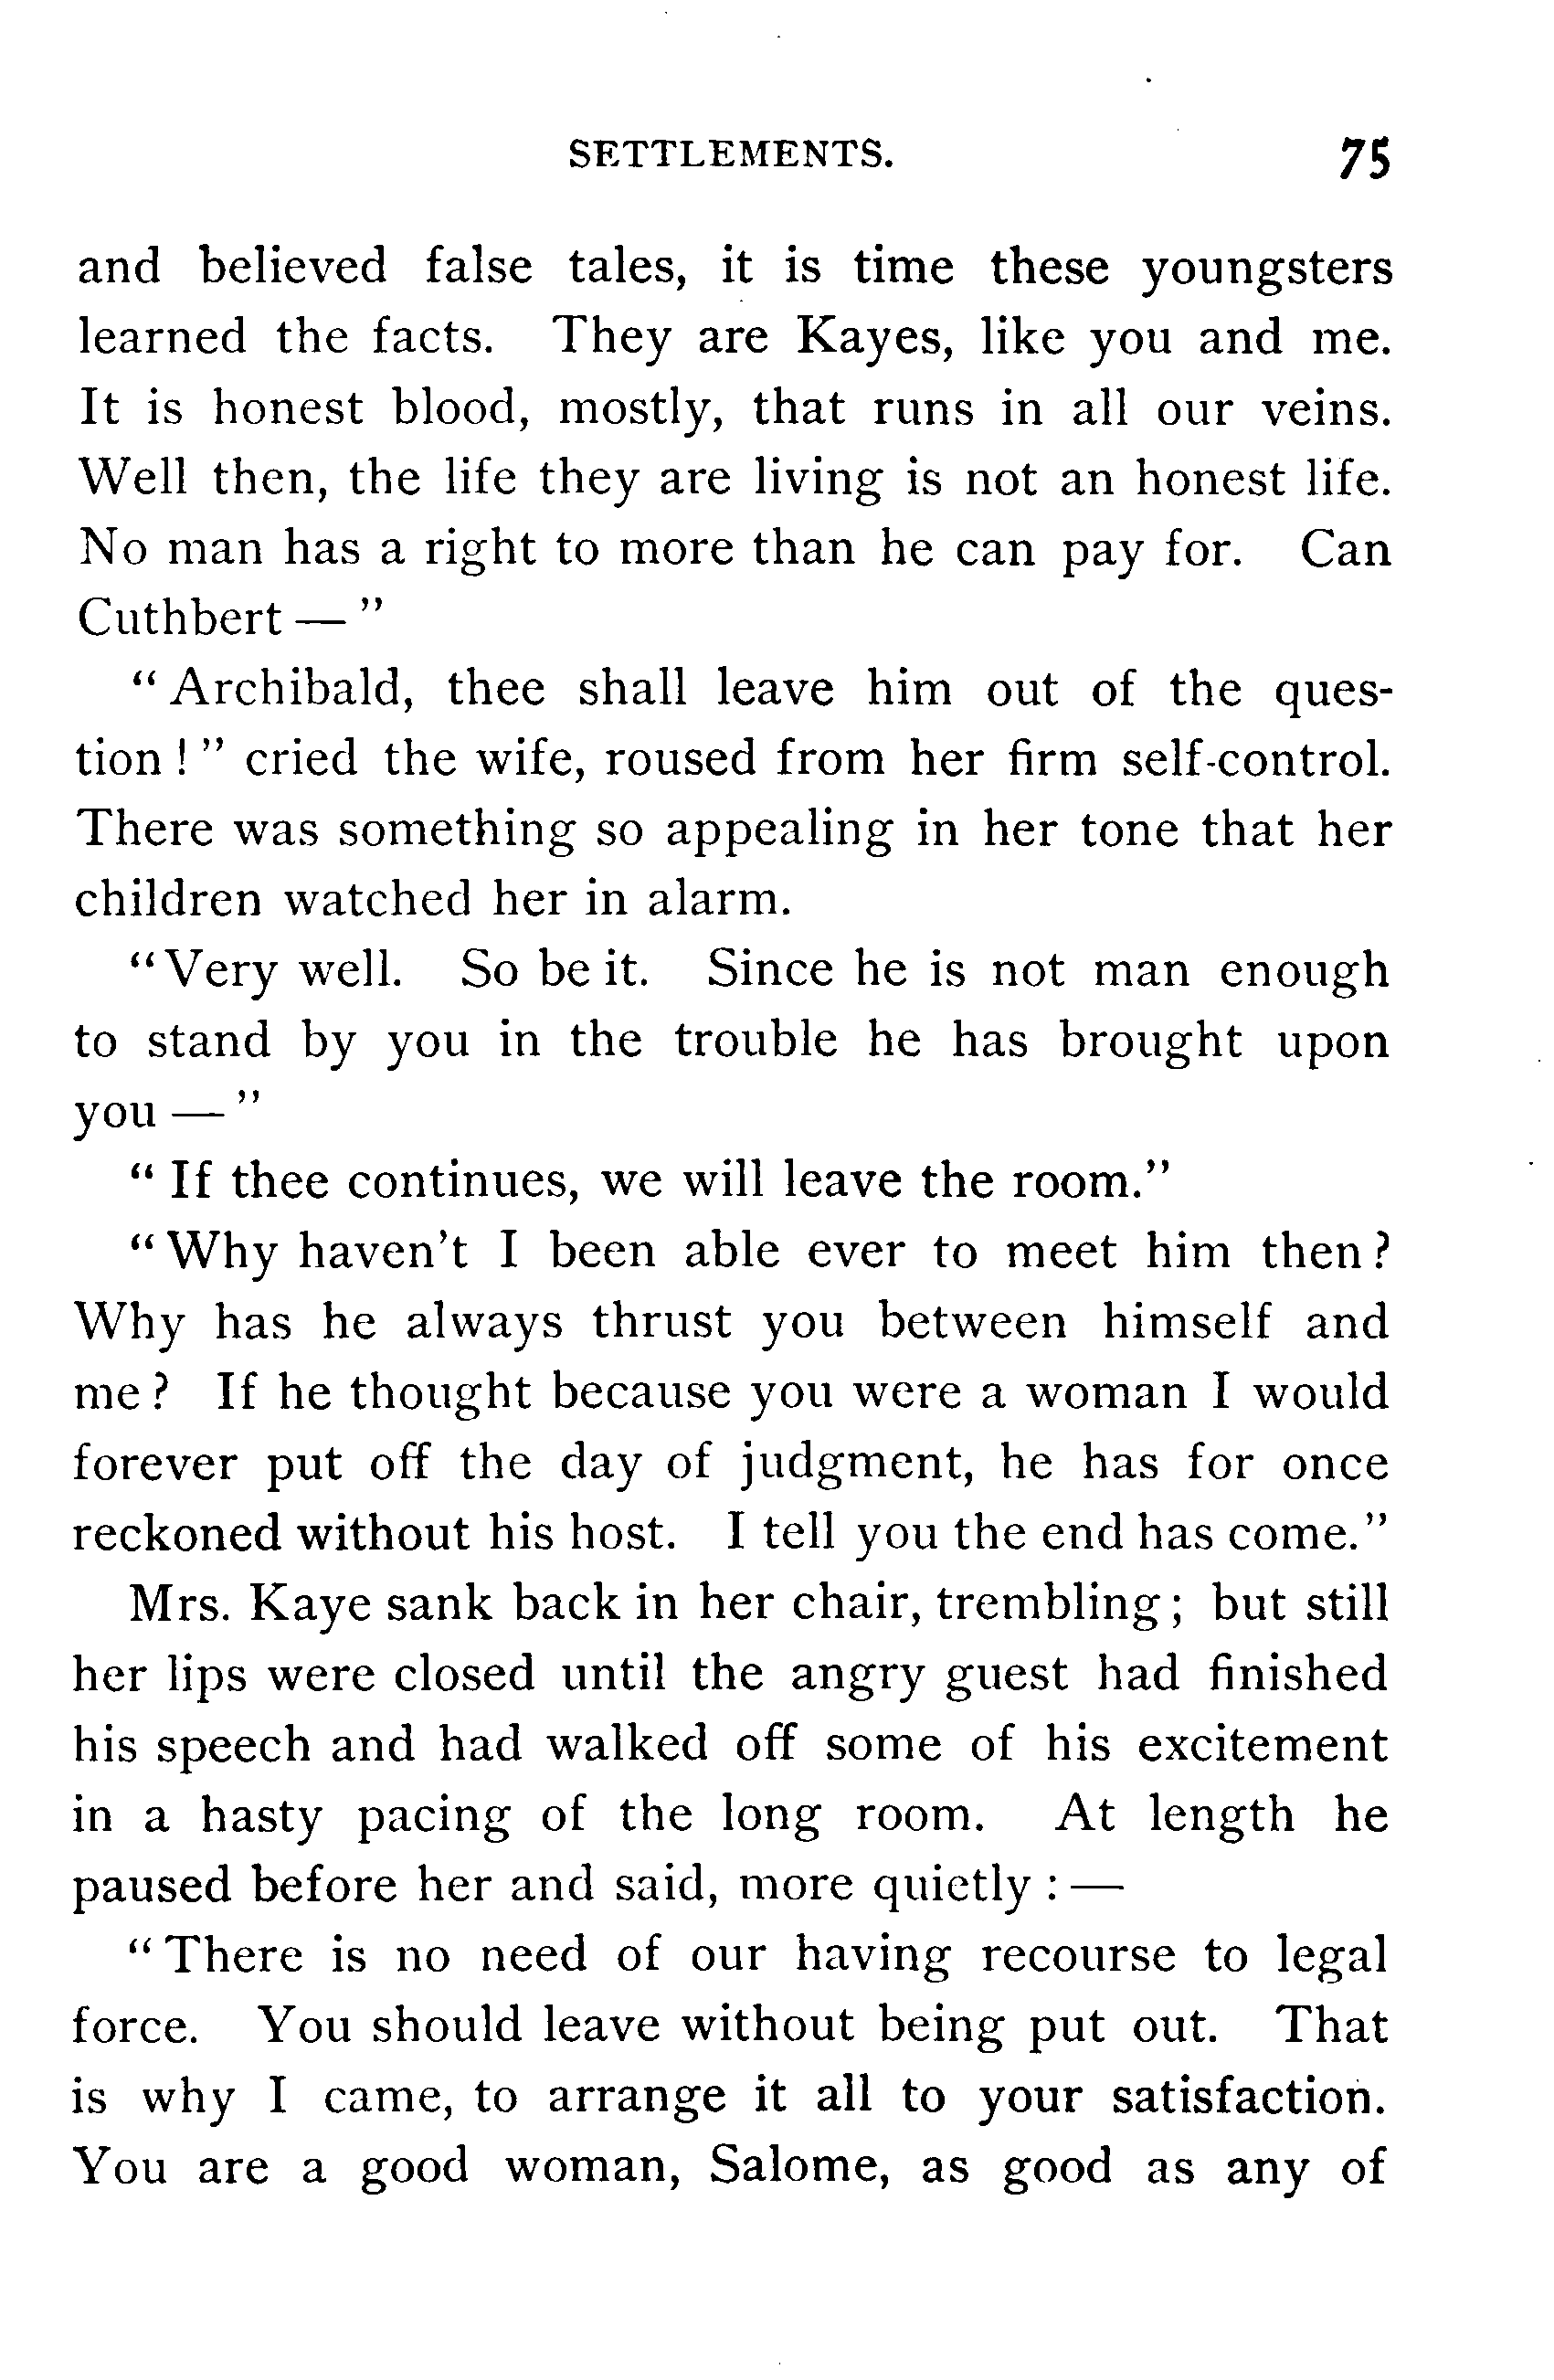 SETTLEMENTS. 75
and believed false tales, it is time these youngsters
learned the facts. They are Kayes, like you and me.
It is honest blood, mostly, that runs in all our veins.
Well then, the life they are living is not an honest life.
No man has a right to more than he can pay for. Can
Cuthbert — ”
“ Archibald, thee shall leave him out of the ques-
tion ! ” cried the wife, roused from her firm self-control.
There was something so appealing in her tone that her
children watched her in alarm.
“ Very well. So be it. Since he is not man enough
to stand by you in the trouble he has brought upon
you — ”
“ If thee continues, we will leave the room.”
“ Why haven’t I been able ever to meet him then ?
Why has he always thrust you between himself and
me ? If he thought because you were a woman I would
forever put off the day of judgment, he has for once
reckoned without his host. I tell you the end has come.”
Mrs. Kaye sank back in her chair, trembling ; but still
her lips were closed until the angry guest had finished
his speech and had walked off some of his excitement
in a hasty pacing of the long room. At length he
paused before her and said, more quietly : —
“ There is no need of our having recourse to legal
force. You should leave without being put out. That
is why I came, to arrange it all to your satisfaction.
You are a good woman, Salome, as good as any of